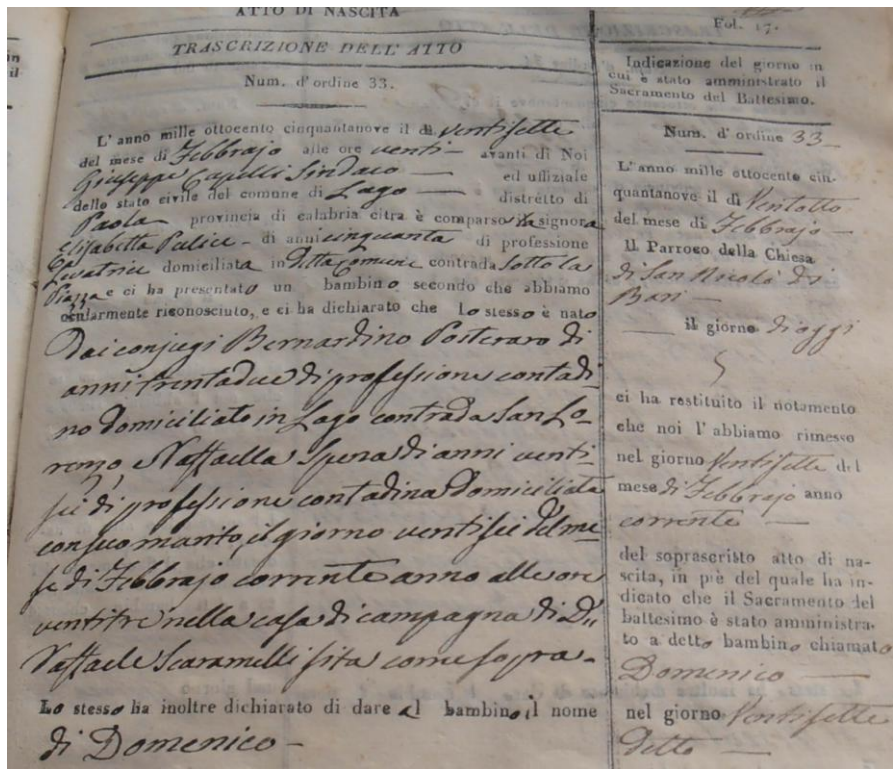 ATTO DI NASCITA
TRASCRIZIONE DELL' ATTO
Num. d'ordine 33.
L'anno mille ottocento cinquantanove il dì ventisette
del mese di Febbrajo alle ore venti — avanti di Noi
Giuseppe Cupelli Sindaco — ed uffiziale
dello stato civile del comune di Lago — distretto di
Paola — provincia di calabria citra è comparso la signora
Elisabetta Pulice - di anni cinquanta di professione
Levatrice domiciliata in detta Comune contrada Sotto la
Piazza e ci ha presentato un bambino secondo che abbiamo
ocularmente riconosciuto, e ci ha dichiarato che lo stesso è nato
Dai conjugi Bernardino Posteraro di
anni trentadue di professione contadi-
no domiciliato in Lago contrada San Lo-
renzo e Raffaella Spena di anni venti-
sei di professione contadina domiciliata
con suo marito, il giorno ventisei del me-
se di Febbrajo corrente anno alle ore
ventitre nella casa di campagna di D.n
Raffaele Scaramelli sita come sopra -
Lo stesso ha inoltre dichiarato di dare al bambino il nome
di Domenico -
Fol. 17.
Indicazione del giorno in
cui è stato amministrato il
Sacramento del Battesimo.
Num. d' ordine 33 —
L'anno mille ottocento cin-
quantanove il dì Ventotto
del mese di Febbrajo —
il Parroco della Chiesa
di San Nicola di
Bari —
— il giorno di oggi
ci ha restituito il notamento
che noi l'abbiamo rimesso
nel giorno Ventisette del
mese di Febbrajo anno
corrente —
del soprascritto atto di na-
scita, in piè del quale ha in-
dicato che il Sacramento del
battesimo è stato amministra-
to a detto bambino chiamato
Domenico —
nel giorno Ventisette
detto —